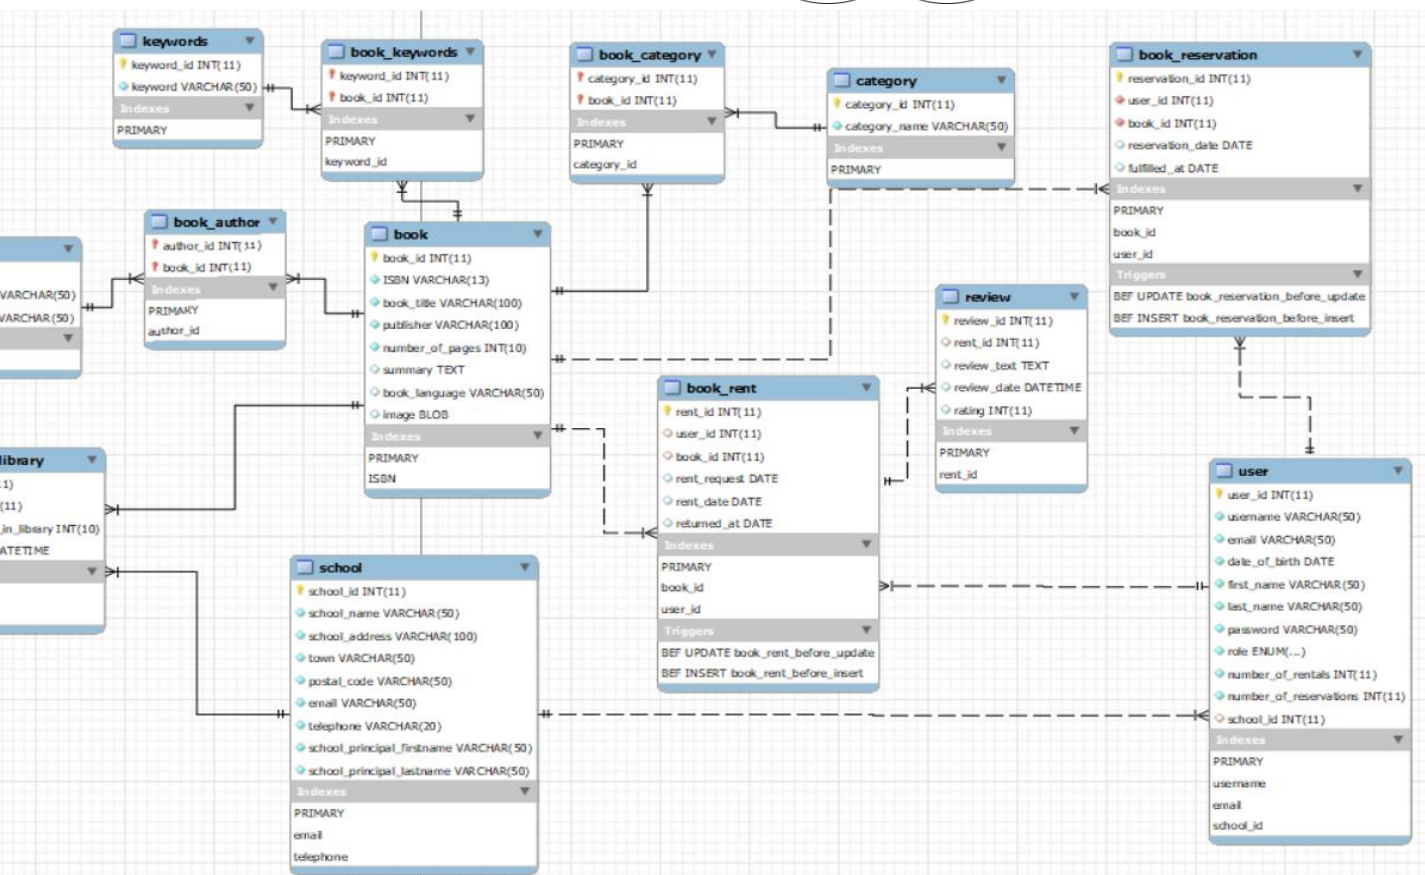 keywords
keyword_id INT(11)
keyword VARCHAR(50)
Indexes
PRIMARY
book_keywords
keyword_id INT(11)
book_id INT(11)
Indexes
PRIMARY
keyword_id
book_category
category_id INT(11)
book_id INT(11)
Indexes
PRIMARY
category_id
category
category_id INT(11)
category_name VARCHAR(50)
Indexes
PRIMARY
book_reservation
reservation_id INT(11)
user_id INT(11)
book_id INT(11)
reservation_date DATE
fulfilled_at DATE
Indexes
PRIMARY
book_id
user_id
Triggers
BEF UPDATE book_reservation_before_update
BEF INSERT book_reservation_before_insert
VARCHAR(50)
VARCHAR(50)
book_author
author_id INT(11)
book_id INT(11)
Indexes
PRIMARY
author_id
book
book_id INT(11)
ISBN VARCHAR(13)
book_title VARCHAR(100)
publisher VARCHAR(100)
number_of_pages INT(10)
summary TEXT
book_language VARCHAR(50)
image BLOB
Indexes
PRIMARY
ISBN
review
review_id INT(11)
rent_id INT(11)
review_text TEXT
review_date DATETIME
rating INT(11)
Indexes
PRIMARY
rent_id
book_rent
rent_id INT(11)
user_id INT(11)
book_id INT(11)
rent_request DATE
rent_date DATE
returned_at DATE
Indexes
PRIMARY
book_id
user_id
Triggers
BEF UPDATE book_rent_before_update
BEF INSERT book_rent_before_insert
library
11)
(11)
_in_library INT(10)
ATETIME
school
school_id INT(11)
school_name VARCHAR(50)
school_address VARCHAR(100)
town VARCHAR(50)
postal_code VARCHAR(50)
email VARCHAR(50)
telephone VARCHAR(20)
school_principal_firstname VARCHAR(50)
school_principal_lastname VARCHAR(50)
Indexes
PRIMARY
email
telephone
user
user_id INT(11)
username VARCHAR(50)
email VARCHAR(50)
date_of_birth DATE
first_name VARCHAR(50)
last_name VARCHAR(50)
password VARCHAR(50)
role ENUM(...)
number_of_rentals INT(11)
number_of_reservations INT(11)
school_id INT(11)
Indexes
PRIMARY
username
email
school_id